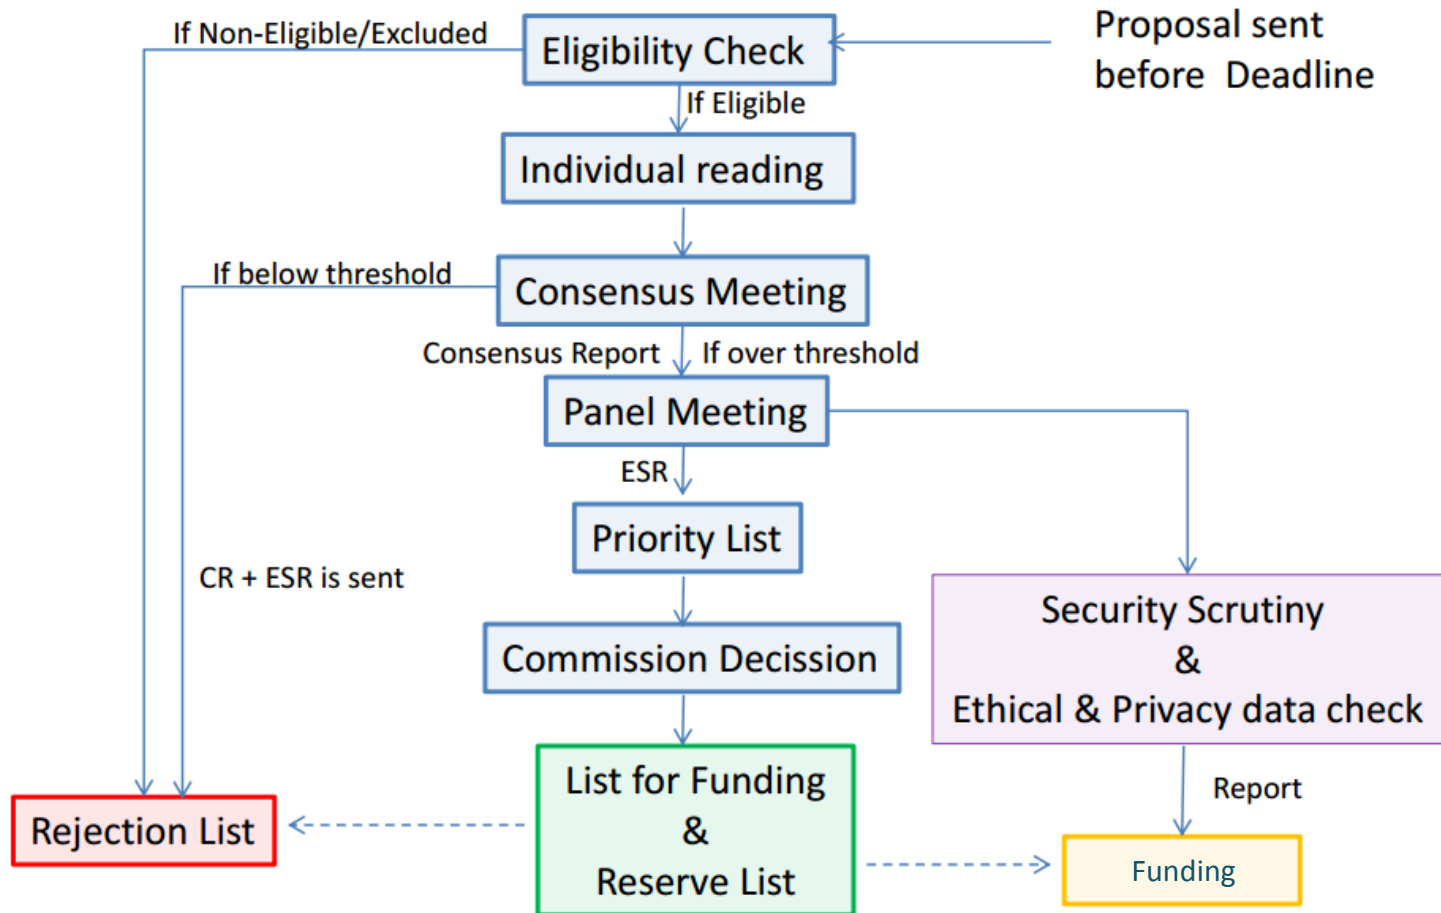 If Non-Eligible/Excluded
Eligibility Check
Proposal sent
before Deadline
If Eligible
Individual reading
If below threshold
Consensus Meeting
Consensus Report
If over threshold
Panel Meeting
ESR
Priority List
CR + ESR is sent
Security Scrutiny
&
Ethical & Privacy data check
Commission Decission
List for Funding
&
Reserve List
Report
Rejection List
Funding